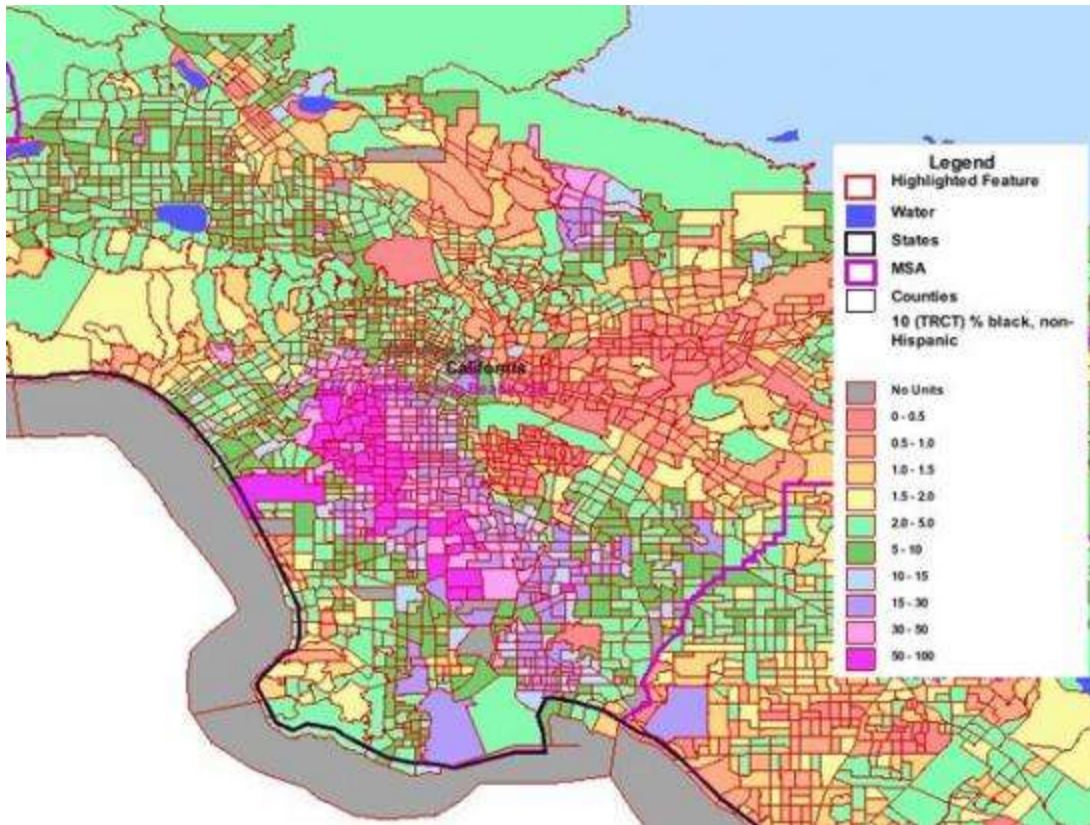 California
Legend
Highlighted Feature
Water
States
MSA
Counties
10 (TRCT) % black, non-
Hispanic
No Units
0 - 0.5
0.5 - 1.0
1.0 - 1.5
1.5 - 2.0
2.0 - 5.0
5 - 10
10 - 15
15 - 30
30 - 50
50 - 100